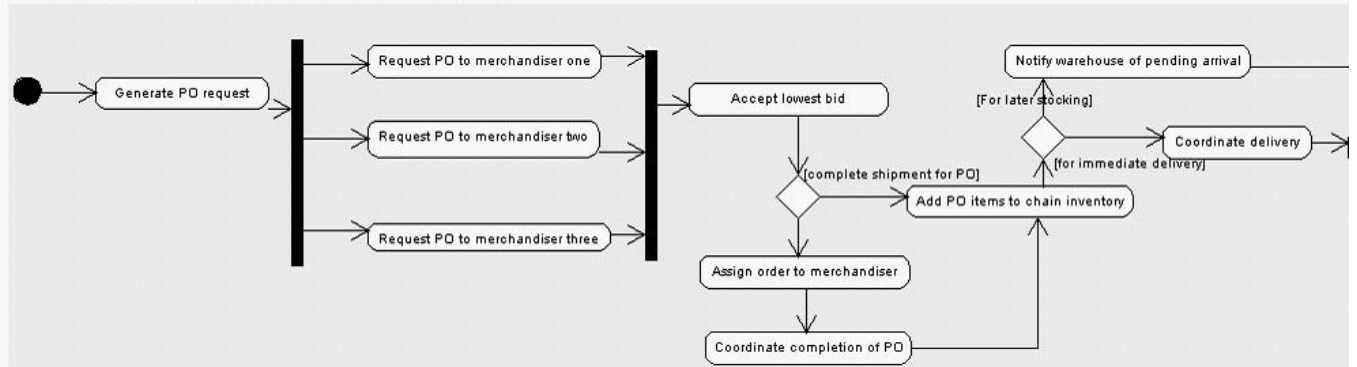 Notify warehouse of pending arrival
Request PO to merchandiser one
Generate PO request
Accept lowest bid
[For later stocking]
Request PO to merchandiser two
Coordinate delivery
[complete shipment for PO]
[for immediate delivery]
Add PO items to chain inventory
Request PO to merchandiser three
Assign order to merchandiser
Coordinate completion of PO